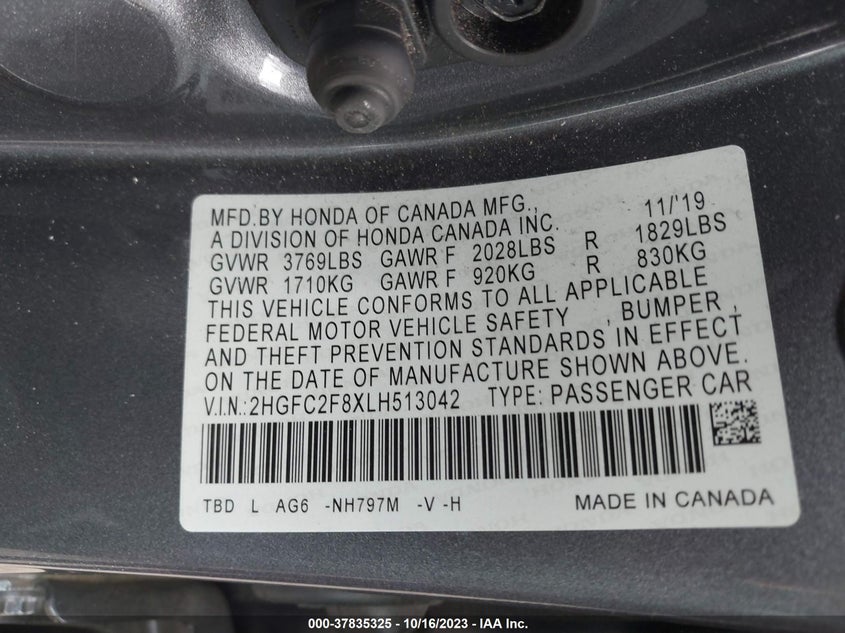 MFD.BY HONDA OF CANADA MFG., 11/'19
A DIVISION OF HONDA CANADA INC.
GVWR 3769LBS GAWR F 2028LBS R 1829LBS
GVWR 1710KG GAWR F 920KG R 830KG
THIS VEHICLE CONFORMS TO ALL APPLICABLE
FEDERAL MOTOR VEHICLE SAFETY , BUMPER ,
AND THEFT PREVENTION STANDARDS IN EFFECT
ON THE DATE OF MANUFACTURE SHOWN ABOVE.
V.I.N.:2HGFC2F8XLH513042 TYPE: PASSENGER CAR
TBD L AG6 -NH797M -V -H MADE IN CANADA
000-37835325 - 10/16/2023 - IAA Inc.